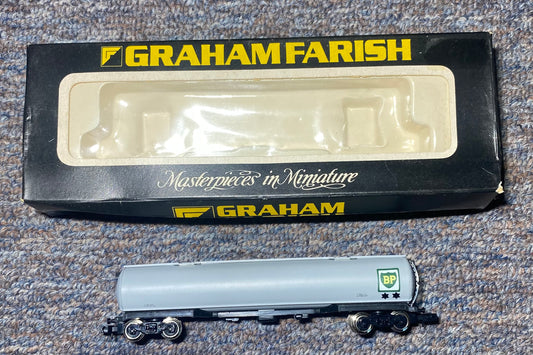 GRAHAM FARISH
Masterpieces in Miniature
GRAHAM
BP